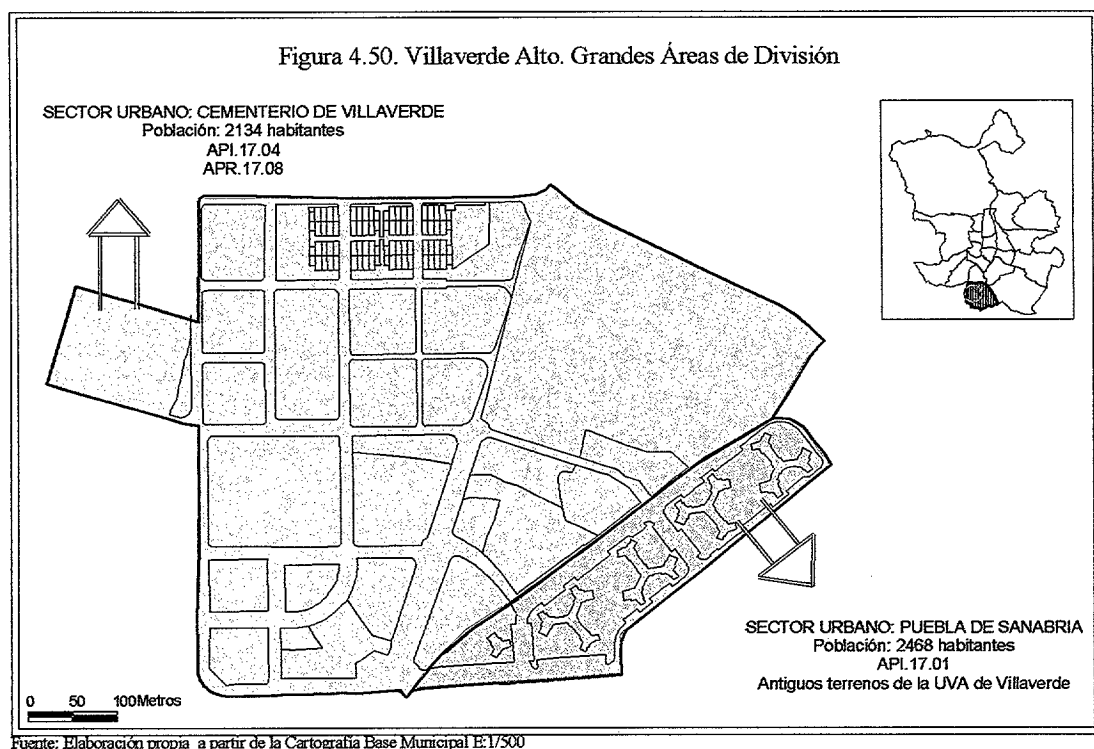 Figura 4.50. Villaverde Alto. Grandes Áreas de División
SECTOR URBANO: CEMENTERIO DE VILLAVERDE
Población: 2134 habitantes
API.17.04
APR.17.08
SECTOR URBANO: PUEBLA DE SANABRIA
Población: 2468 habitantes
API.17.01
Antiguos terrenos de la UVA de Villaverde
0 50 100 Metros
Fuente: Elaboración propia a partir de la Cartografía Base Municipal E:1/500